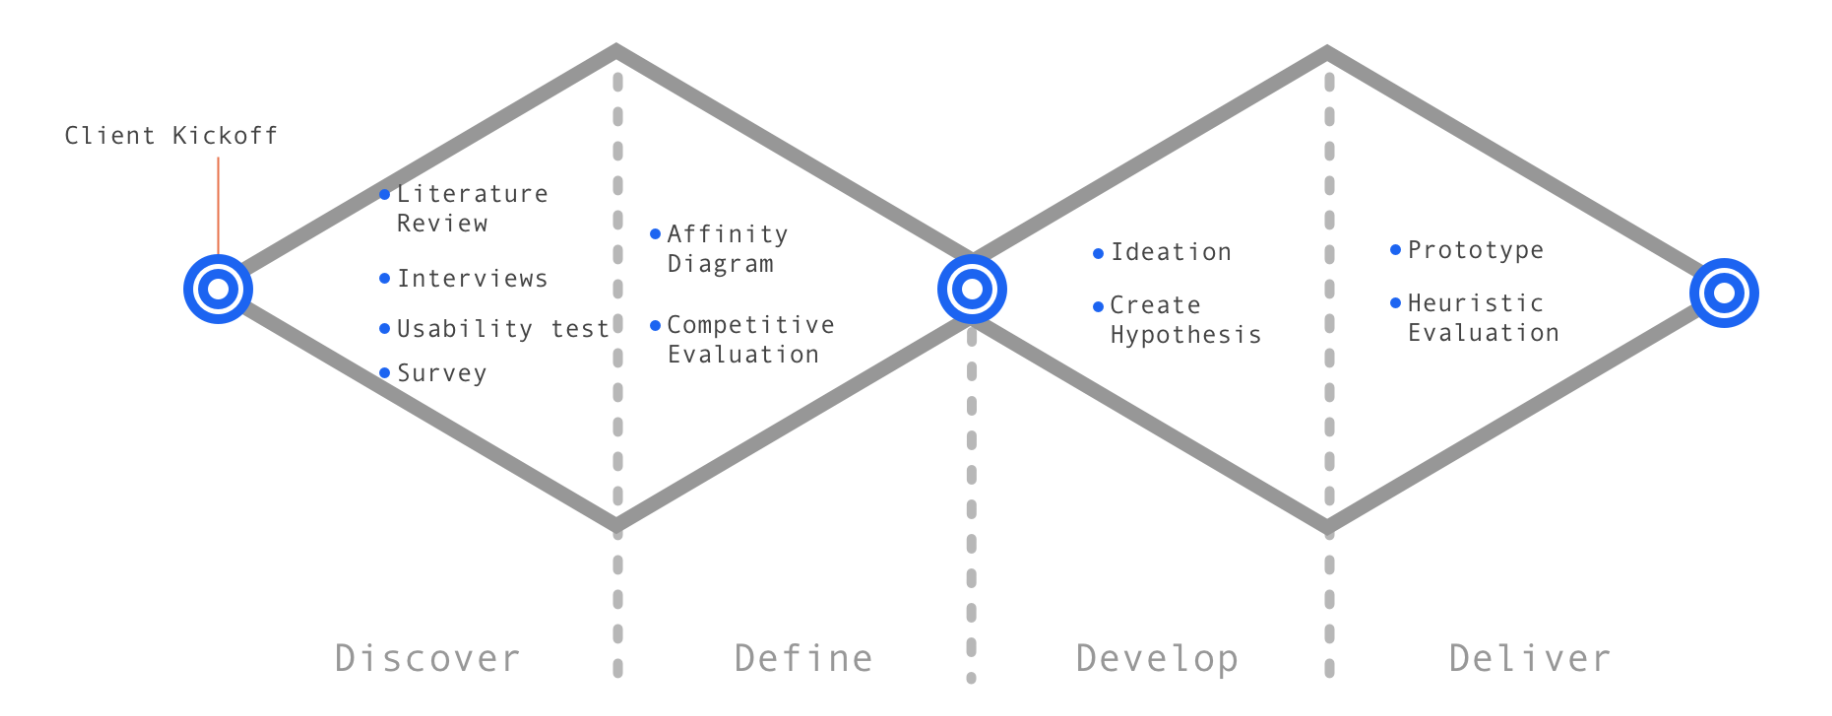 Client Kickoff
Literature
Review
Interviews
Usability test
Survey
Affinity
Diagram
Competitive
Evaluation
Ideation
Create
Hypothesis
Prototype
Heuristic
Evaluation
Discover
Define
Develop
Deliver